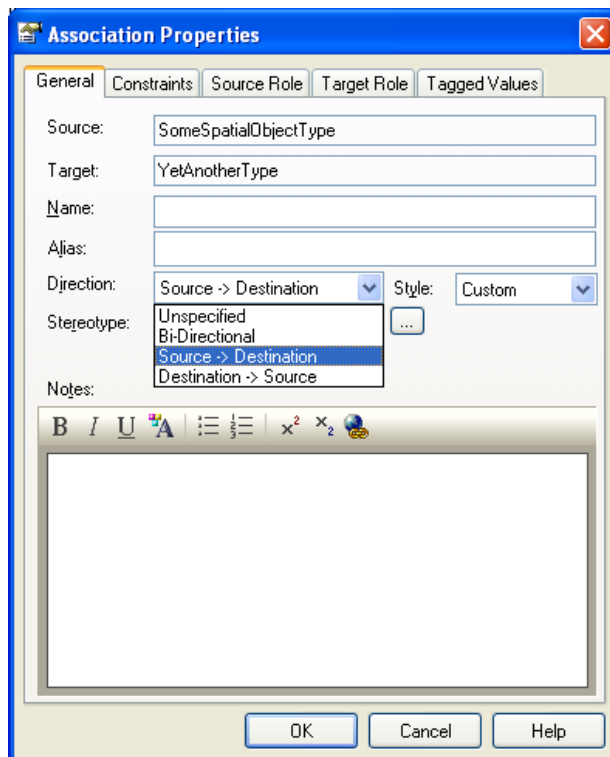 Association Properties
General Constraints Source Role Target Role Tagged Values
Source: SomeSpatialObjectType
Target: YetAnotherType
Name:
Alias:
Direction: Source -> Destination Style: Custom
Stereotype: ...
Unspecified
Bi-Directional
Source -> Destination
Destination -> Source
Notes:
B I U A x² x₂
OK Cancel Help